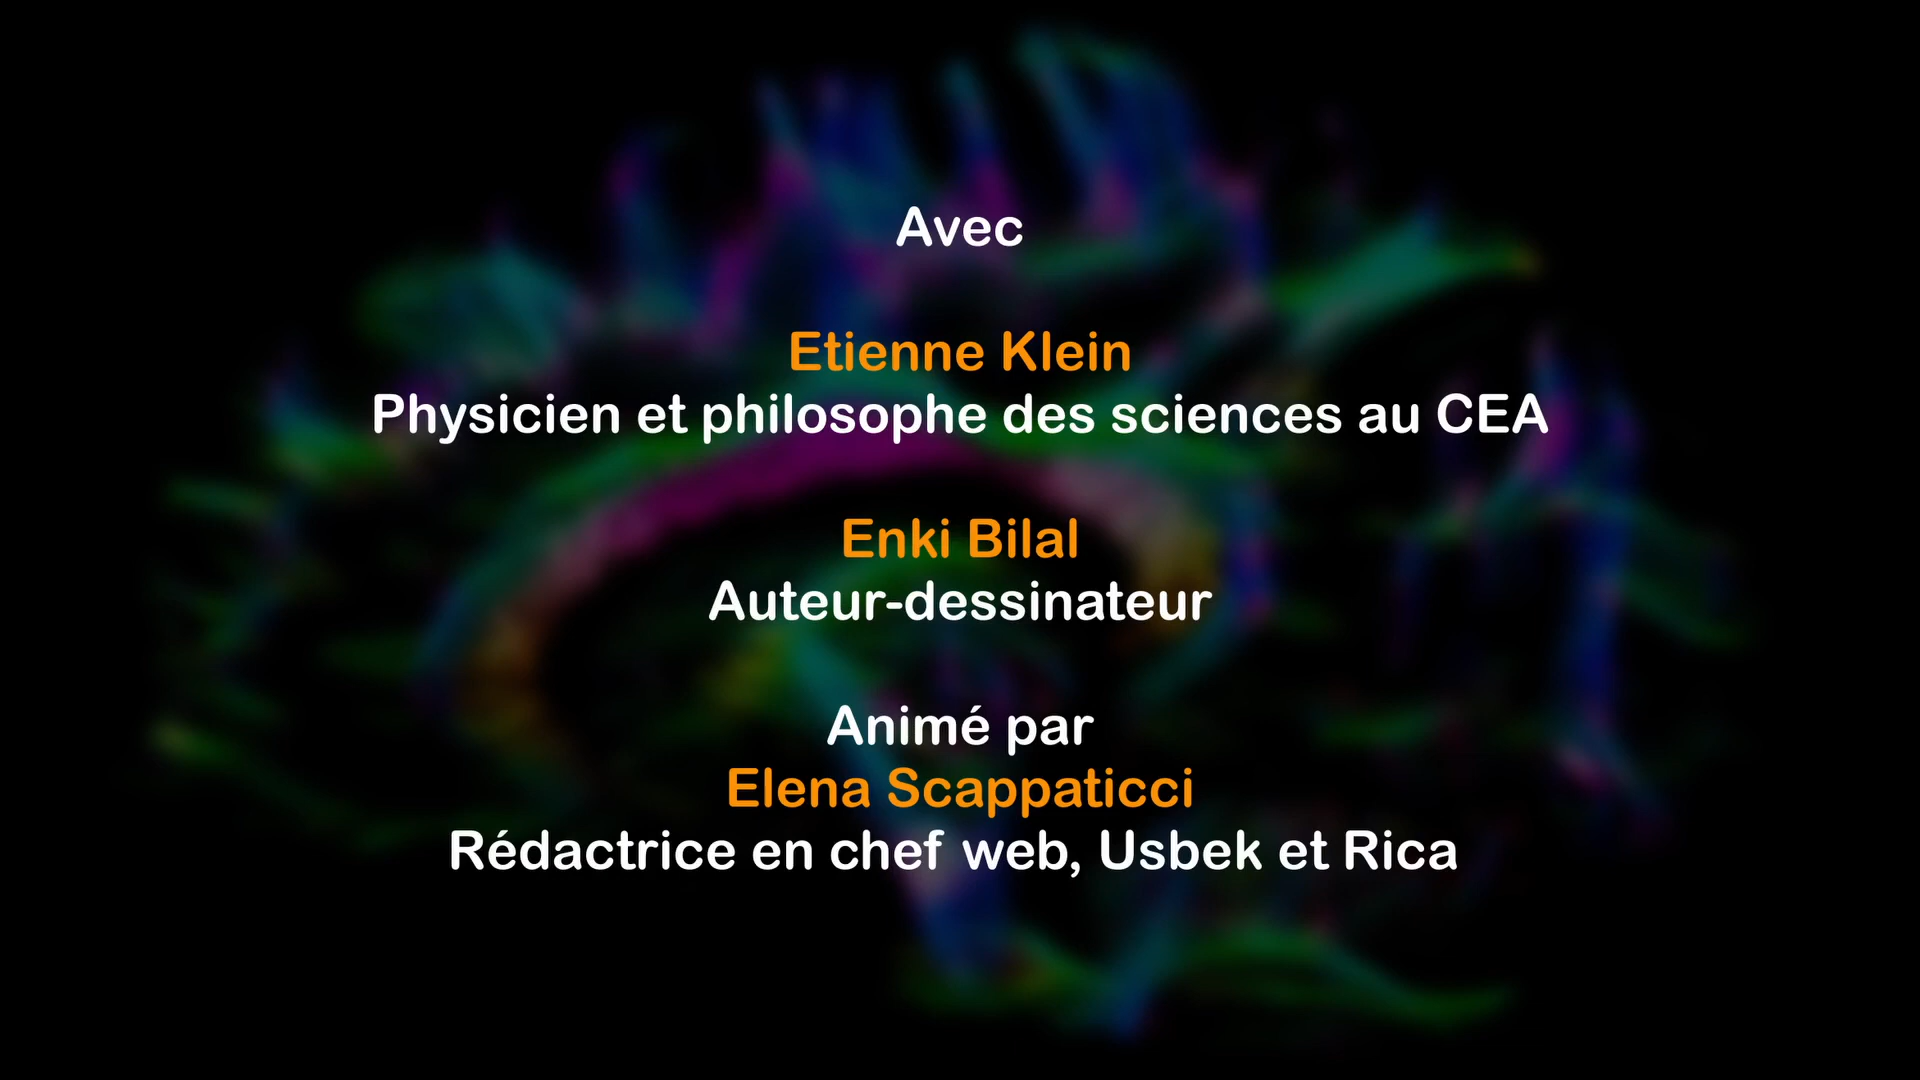 Avec
Etienne Klein
Physicien et philosophe des sciences au CEA
Enki Bilal
Auteur-dessinateur
Animé par
Elena Scappaticci
Rédactrice en chef web, Usbek et Rica